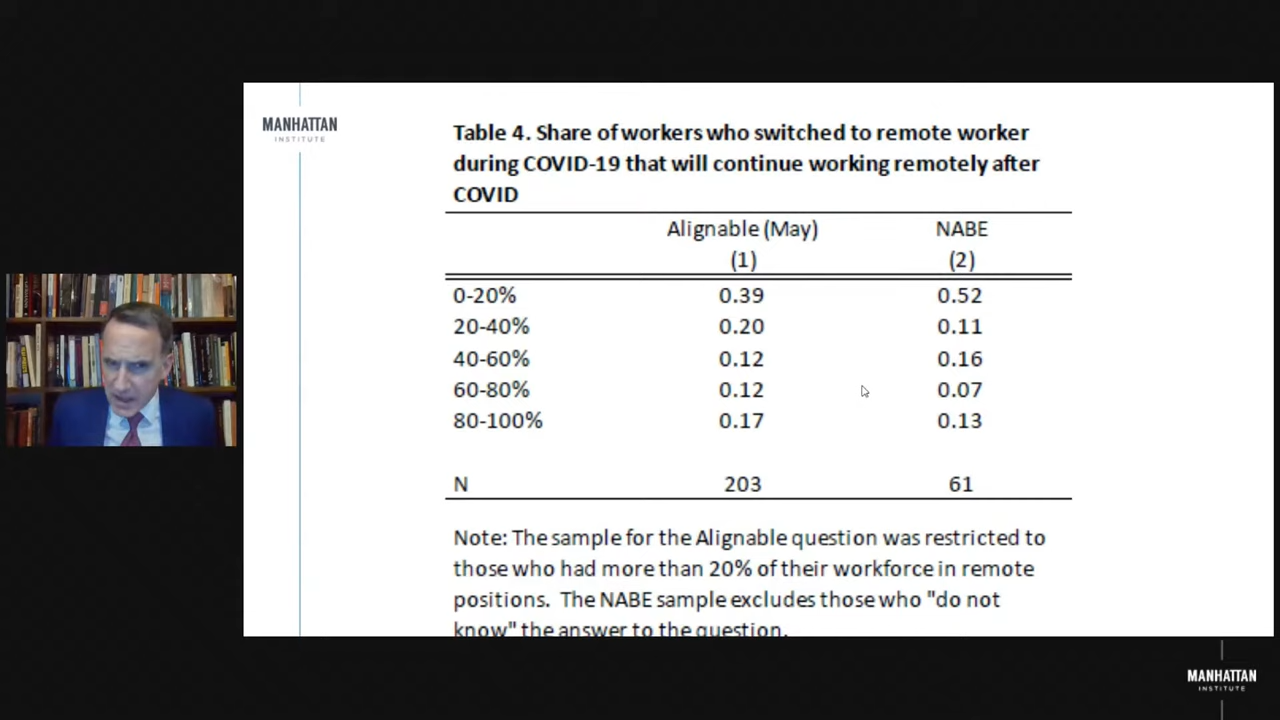 MANHATTAN
INSTITUTE
Table 4. Share of workers who switched to remote worker
during COVID-19 that will continue working remotely after
COVID
Alignable (May) NABE
(1) (2)
0-20% 0.39 0.52
20-40% 0.20 0.11
40-60% 0.12 0.16
60-80% 0.12 0.07
80-100% 0.17 0.13
N 203 61
Note: The sample for the Alignable question was restricted to
those who had more than 20% of their workforce in remote
positions. The NABE sample excludes those who "do not
know" the answer to the question.
MANHATTAN
INSTITUTE